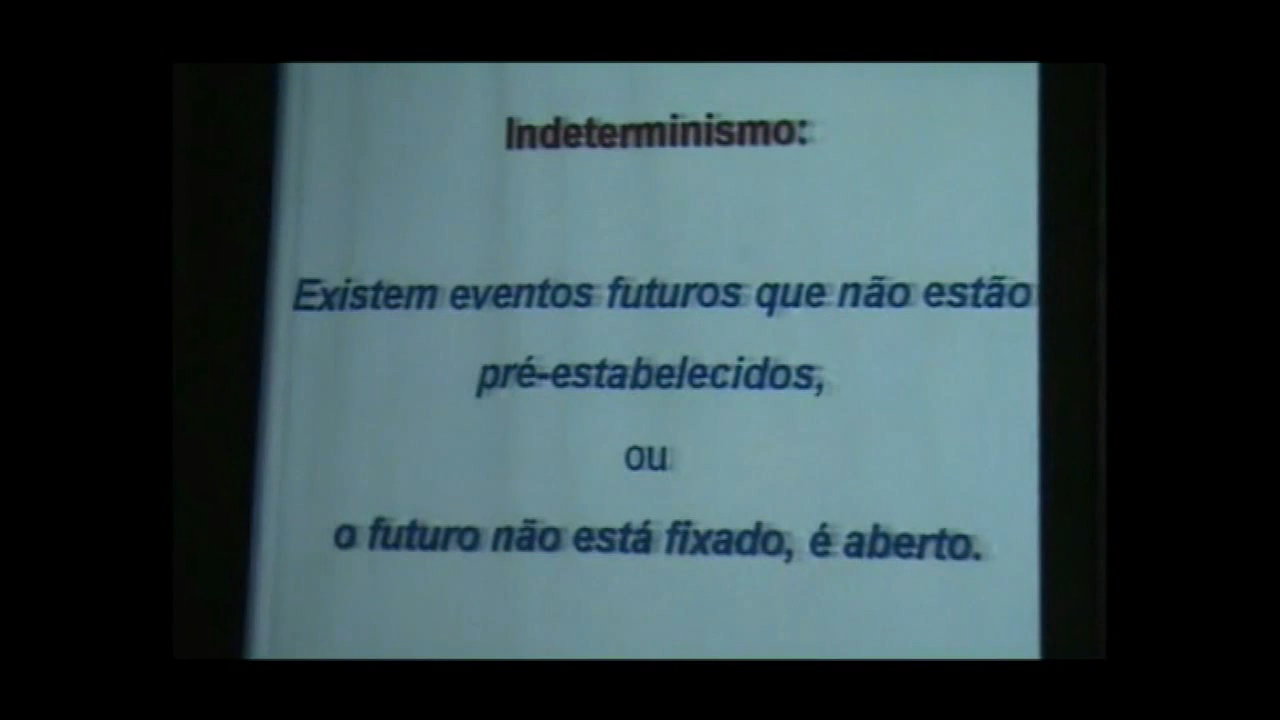 Indeterminismo:
Existem eventos futuros que não estão
pré-estabelecidos,
ou
o futuro não está fixado, é aberto.